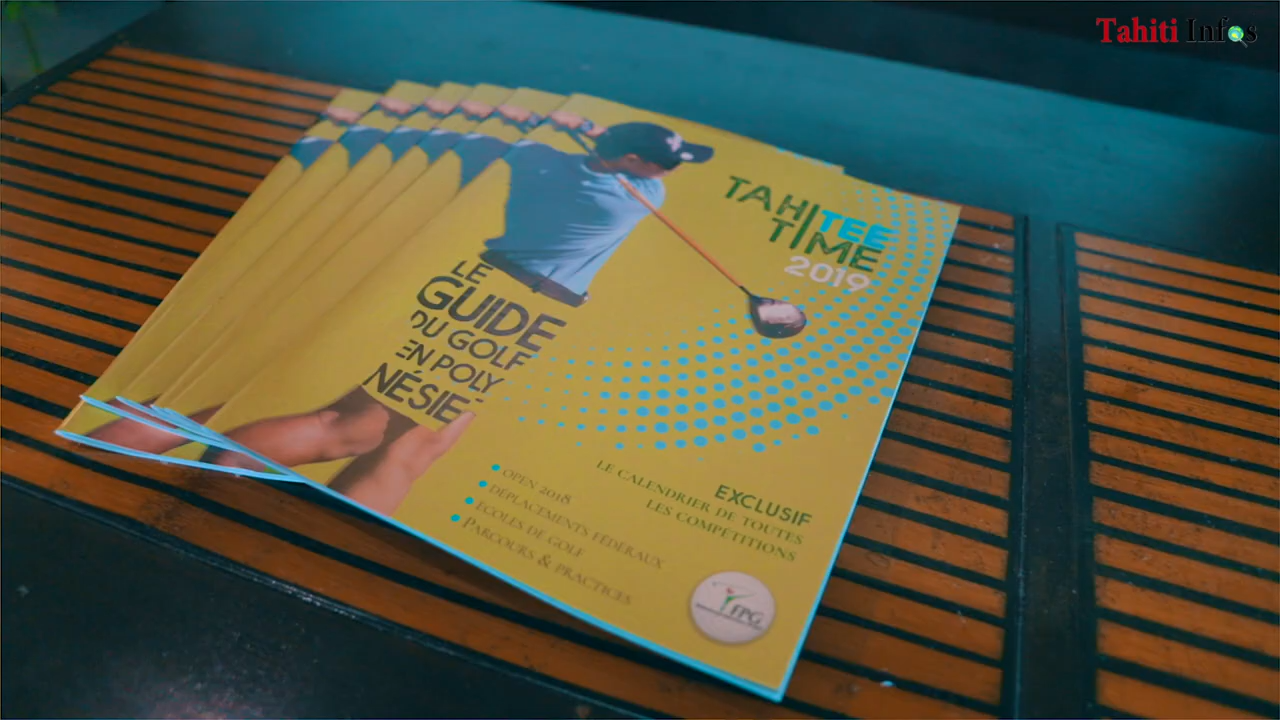 Tahiti Infos
TAHITEE
TIME
2019
LE
GUIDE
DU GOLF
EN POLY
NÉSIE
EXCLUSIF
LE CALENDRIER DE TOUTES
LES COMPÉTITIONS
OPEN 2018
DÉPLACEMENTS FÉDÉRAUX
ECOLES DE GOLF
PARCOURS & PRACTICES
FPG